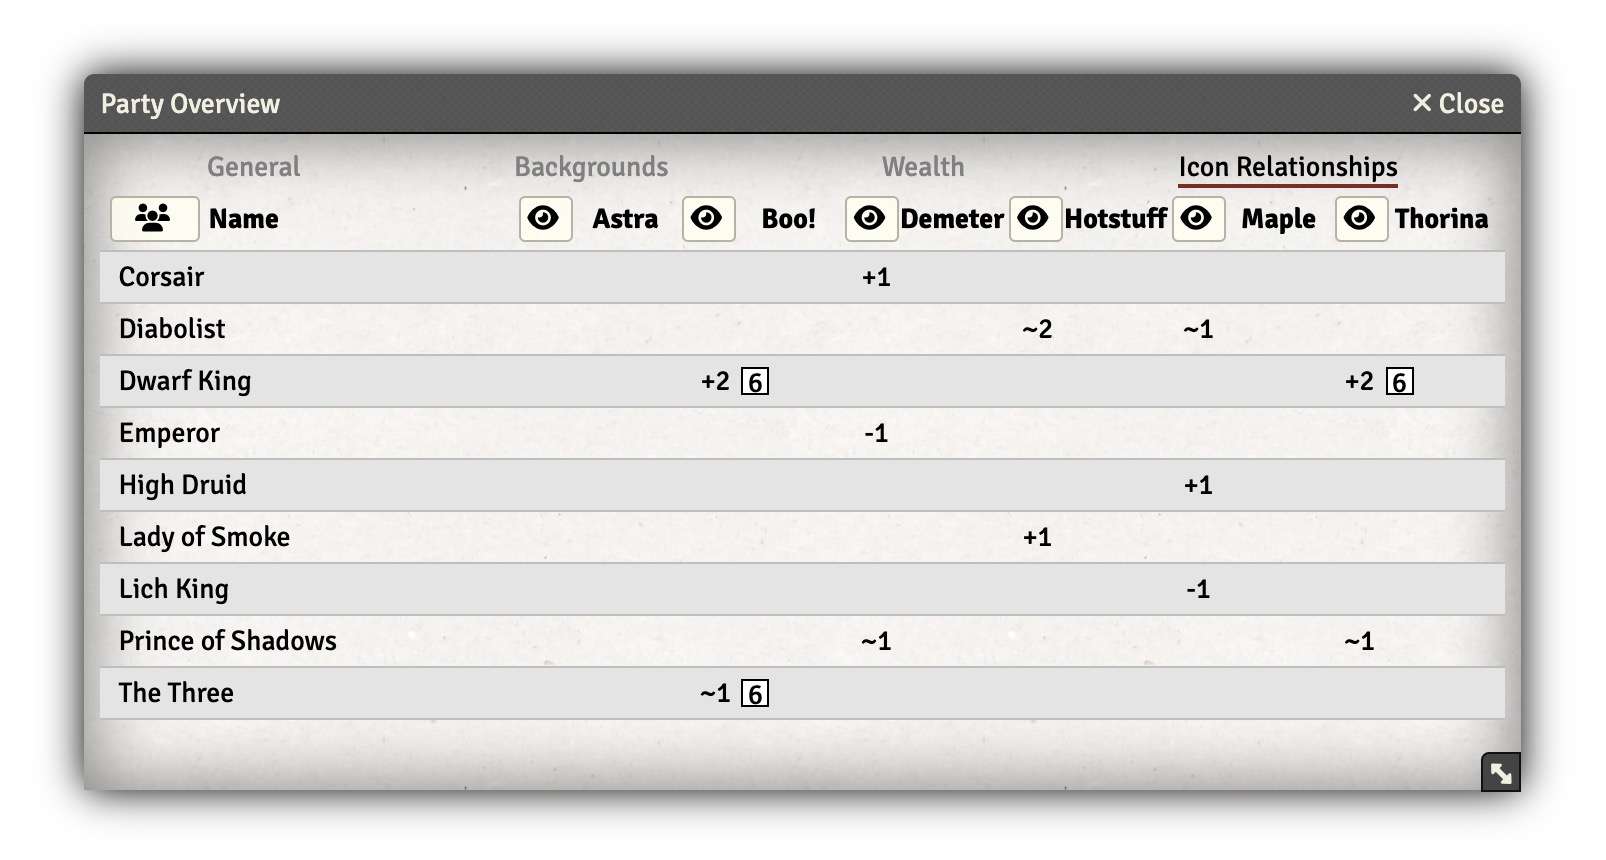 Party Overview
Close
General Backgrounds Wealth Icon Relationships
Name Astra Boo! Demeter Hotstuff Maple Thorina
Corsair +1
Diabolist ~2 ~1
Dwarf King +2 6 +2 6
Emperor -1
High Druid +1
Lady of Smoke +1
Lich King -1
Prince of Shadows ~1 ~1
The Three ~1 6